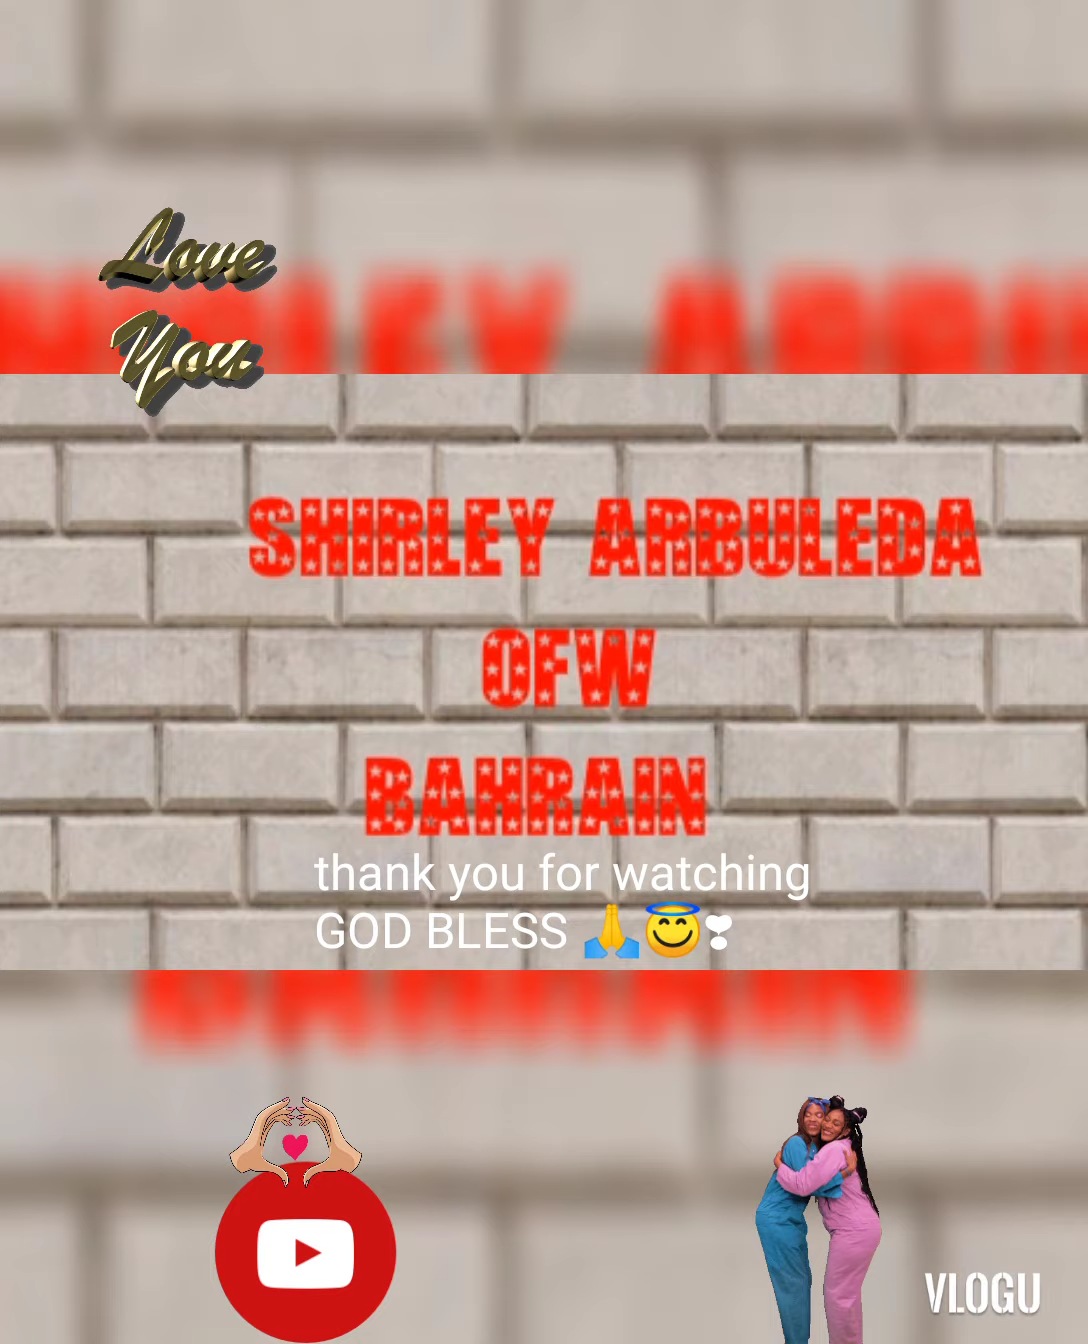 Love
You
SHIRLEY ARBULEDA
OFW
BAHRAIN
thank you for watching
GOD BLESS 🙏😇❣
VLOGU